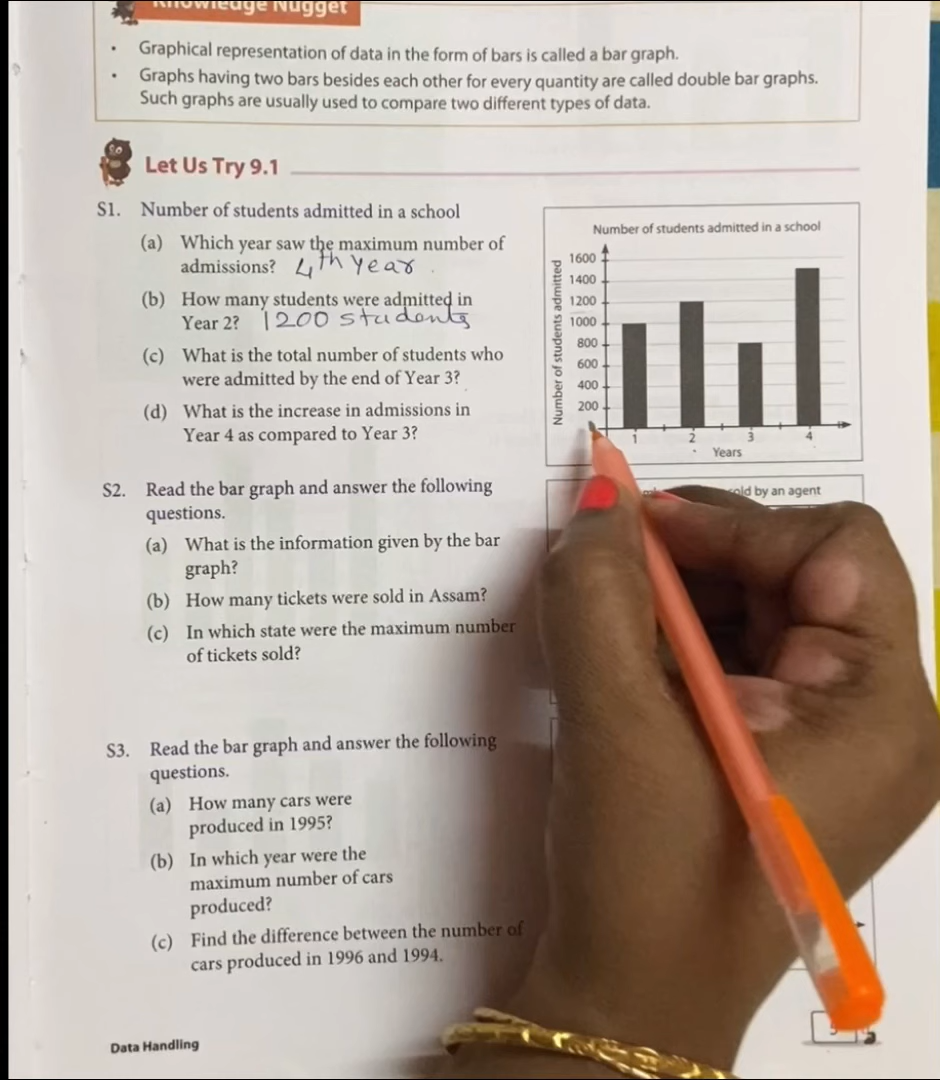 Knowledge Nugget
• Graphical representation of data in the form of bars is called a bar graph.
• Graphs having two bars besides each other for every quantity are called double bar graphs.
Such graphs are usually used to compare two different types of data.
Let Us Try 9.1
S1. Number of students admitted in a school
(a) Which year saw the maximum number of
admissions? 4th Year
(b) How many students were admitted in
Year 2? 1200 students
(c) What is the total number of students who
were admitted by the end of Year 3?
(d) What is the increase in admissions in
Year 4 as compared to Year 3?
Number of students admitted in a school
Number of students admitted
1600
1400
1200
1000
800
600
400
200
1 2 3 4
Years
S2. Read the bar graph and answer the following
questions.
(a) What is the information given by the bar
graph?
(b) How many tickets were sold in Assam?
(c) In which state were the maximum number
of tickets sold?
sold by an agent
S3. Read the bar graph and answer the following
questions.
(a) How many cars were
produced in 1995?
(b) In which year were the
maximum number of cars
produced?
(c) Find the difference between the number of
cars produced in 1996 and 1994.
Data Handling